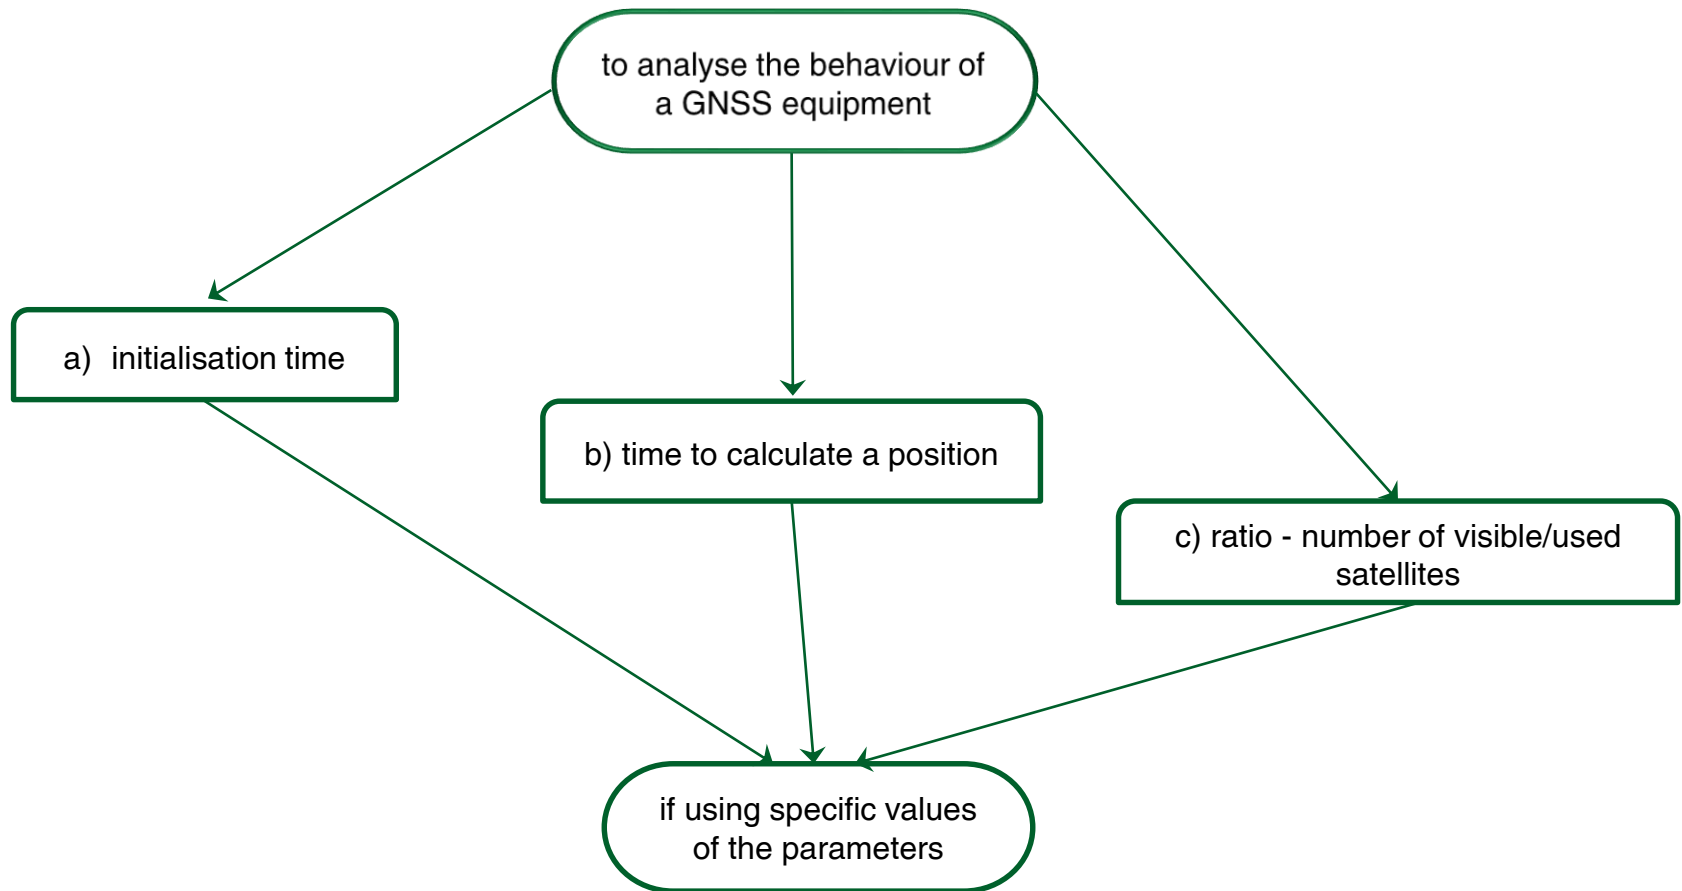 to analyse the behaviour of
a GNSS equipment
a) initialisation time
b) time to calculate a position
c) ratio - number of visible/used
satellites
if using specific values
of the parameters